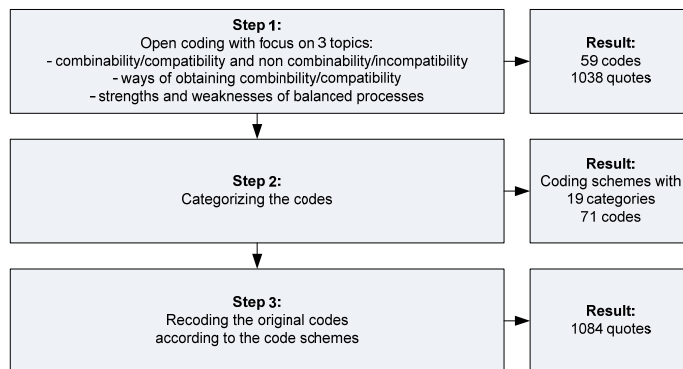 Step 1:
Open coding with focus on 3 topics:
- combinability/compatibility and non combinability/incompatibility
- ways of obtaining combinbility/compatibility
- strengths and weaknesses of balanced processes
Result:
59 codes
1038 quotes
Step 2:
Categorizing the codes
Result:
Coding schemes with
19 categories
71 codes
Step 3:
Recoding the original codes
according to the code schemes
Result:
1084 quotes